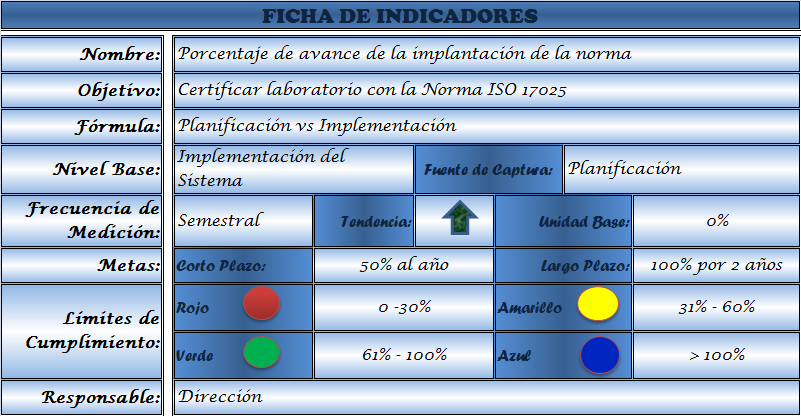 FICHA DE INDICADORES
Nombre: Porcentaje de avance de la implantación de la norma
Objetivo: Certificar laboratorio con la Norma ISO 17025
Fórmula: Planificación vs Implementación
Nivel Base: Implementación del Sistema Fuente de Captura: Planificación
Frecuencia de Medición: Semestral Tendencia: Unidad Base: 0%
Metas: Corto Plazo: 50% al año Largo Plazo: 100% por 2 años
Límites de Cumplimiento: Rojo 0 -30% Amarillo 31% - 60%
Verde 61% - 100% Azul > 100%
Responsable: Dirección